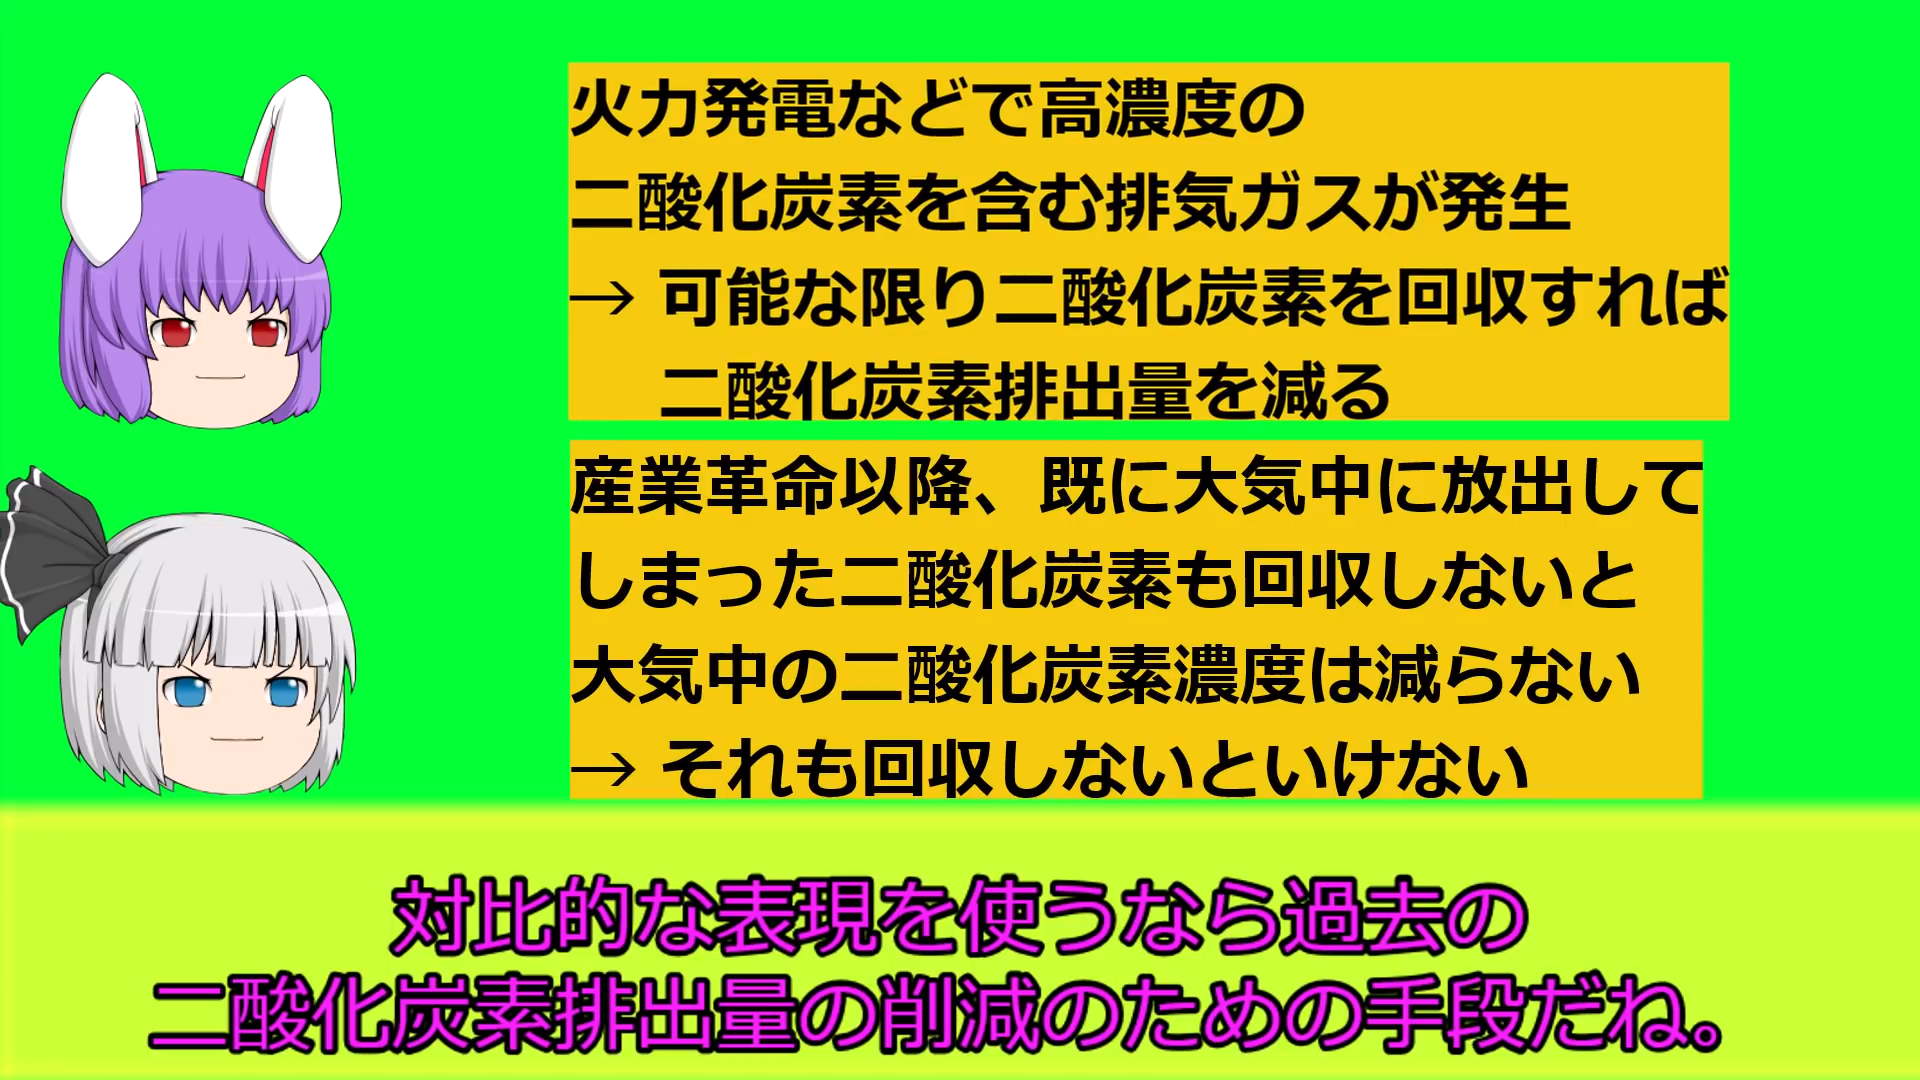 火力発電などで高濃度の
二酸化炭素を含む排気ガスが発生
→ 可能な限り二酸化炭素を回収すれば
二酸化炭素排出量を減る
産業革命以降、既に大気中に放出して
しまった二酸化炭素も回収しないと
大気中の二酸化炭素濃度は減らない
→ それも回収しないといけない
対比的な表現を使うなら過去の
二酸化炭素排出量の削減のための手段だね。